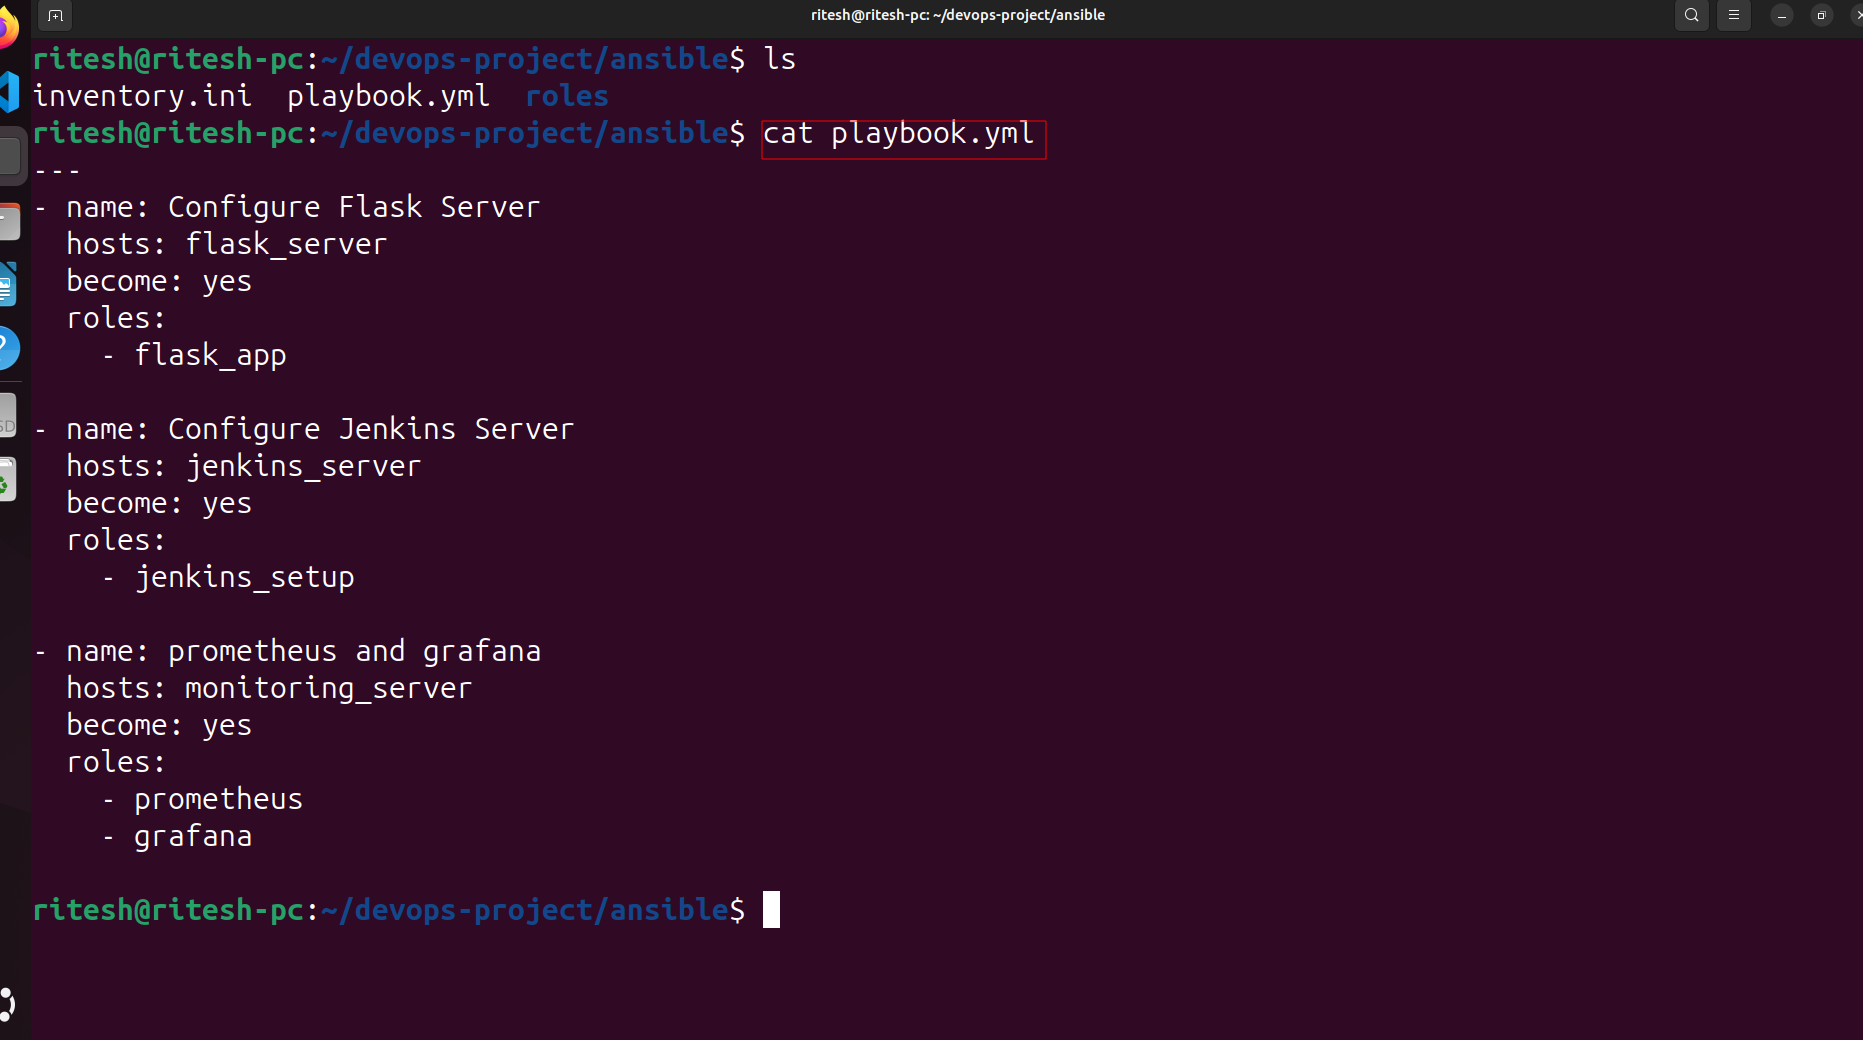 ritesh@ritesh-pc: ~/devops-project/ansible
ritesh@ritesh-pc:~/devops-project/ansible$ ls
inventory.ini  playbook.yml  roles
ritesh@ritesh-pc:~/devops-project/ansible$ cat playbook.yml
---
- name: Configure Flask Server
  hosts: flask_server
  become: yes
  roles:
    - flask_app

- name: Configure Jenkins Server
  hosts: jenkins_server
  become: yes
  roles:
    - jenkins_setup

- name: prometheus and grafana
  hosts: monitoring_server
  become: yes
  roles:
    - prometheus
    - grafana

ritesh@ritesh-pc:~/devops-project/ansible$